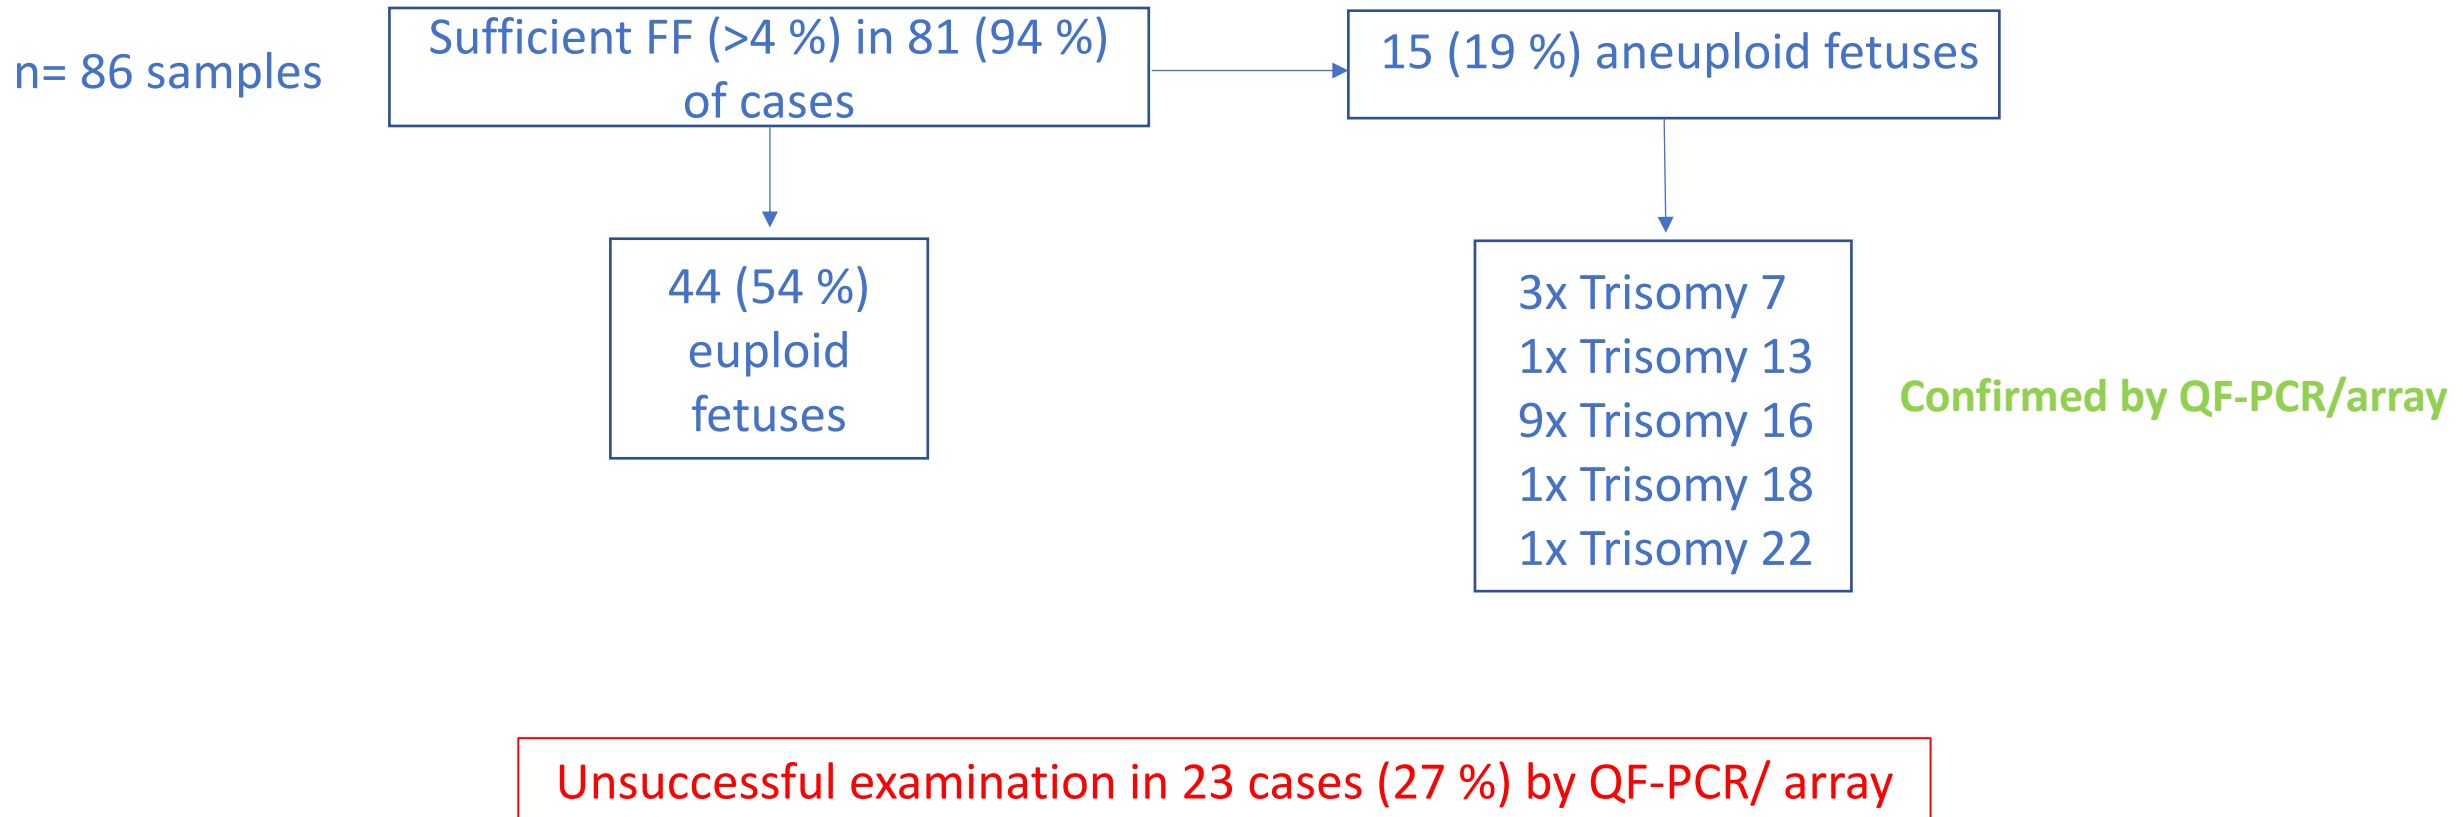 n= 86 samples
Sufficient FF (>4 %) in 81 (94 %)
of cases
15 (19 %) aneuploid fetuses
44 (54 %)
euploid
fetuses
3x Trisomy 7
1x Trisomy 13
9x Trisomy 16
1x Trisomy 18
1x Trisomy 22
Confirmed by QF-PCR/array
Unsuccessful examination in 23 cases (27 %) by QF-PCR/ array